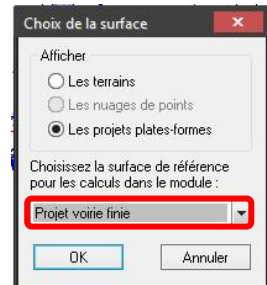 Choix de la surface
Afficher
Les terrains
Les nuages de points
Les projets plates-formes
Choisissez la surface de référence
pour les calculs dans le module :
Projet voirie finie
OK
Annuler